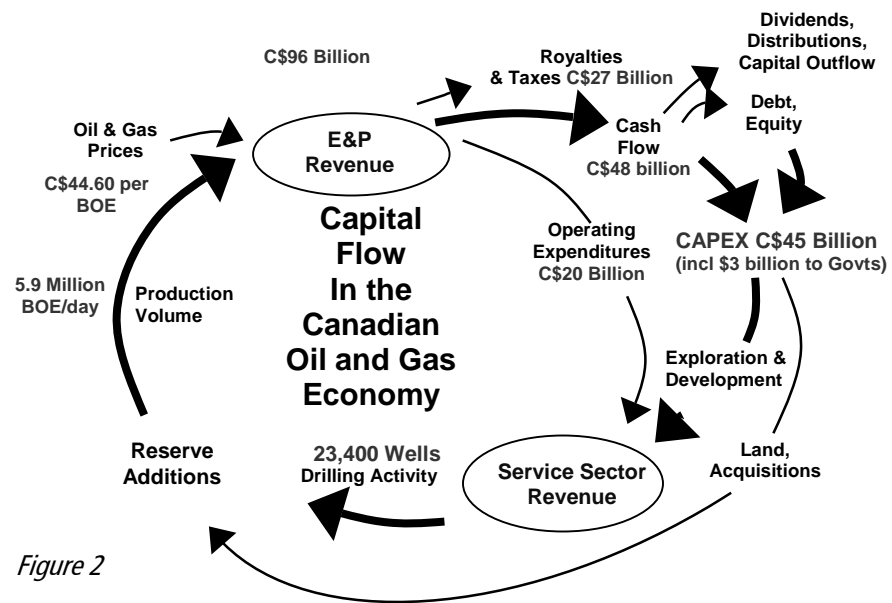 C$96 Billion
Royalties
& Taxes C$27 Billion
Dividends,
Distributions,
Capital Outflow
Debt,
Equity
Oil & Gas
Prices
C$44.60 per
BOE
E&P
Revenue
Cash
Flow
C$48 billion
Capital
Flow
In the
Canadian
Oil and Gas
Economy
Operating
Expenditures
C$20 Billion
CAPEX C$45 Billion
(incl $3 billion to Govts)
5.9 Million
BOE/day
Production
Volume
Exploration &
Development
Reserve
Additions
23,400 Wells
Drilling Activity
Service Sector
Revenue
Land,
Acquisitions
Figure 2